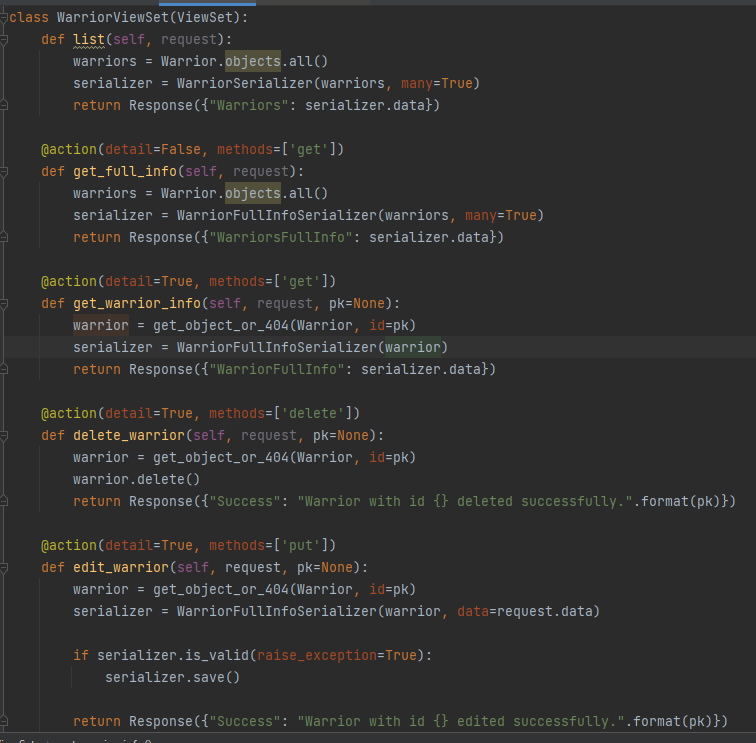 class WarriorViewSet(ViewSet):
    def list(self, request):
        warriors = Warrior.objects.all()
        serializer = WarriorSerializer(warriors, many=True)
        return Response({"Warriors": serializer.data})

    @action(detail=False, methods=['get'])
    def get_full_info(self, request):
        warriors = Warrior.objects.all()
        serializer = WarriorFullInfoSerializer(warriors, many=True)
        return Response({"WarriorsFullInfo": serializer.data})

    @action(detail=True, methods=['get'])
    def get_warrior_info(self, request, pk=None):
        warrior = get_object_or_404(Warrior, id=pk)
        serializer = WarriorFullInfoSerializer(warrior)
        return Response({"WarriorFullInfo": serializer.data})

    @action(detail=True, methods=['delete'])
    def delete_warrior(self, request, pk=None):
        warrior = get_object_or_404(Warrior, id=pk)
        warrior.delete()
        return Response({"Success": "Warrior with id {} deleted successfully.".format(pk)})

    @action(detail=True, methods=['put'])
    def edit_warrior(self, request, pk=None):
        warrior = get_object_or_404(Warrior, id=pk)
        serializer = WarriorFullInfoSerializer(warrior, data=request.data)

        if serializer.is_valid(raise_exception=True):
            serializer.save()

        return Response({"Success": "Warrior with id {} edited successfully.".format(pk)})